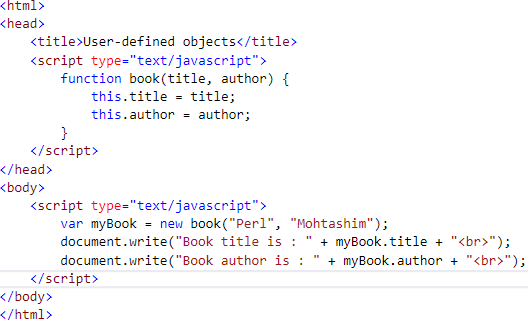 <html>
<head>
    <title>User-defined objects</title>
    <script type="text/javascript">
        function book(title, author) {
            this.title = title;
            this.author = author;
        }
    </script>
</head>
<body>
    <script type="text/javascript">
        var myBook = new book("Perl", "Mohtashim");
        document.write("Book title is : " + myBook.title + "<br>");
        document.write("Book author is : " + myBook.author + "<br>");
    </script>
</body>
</html>